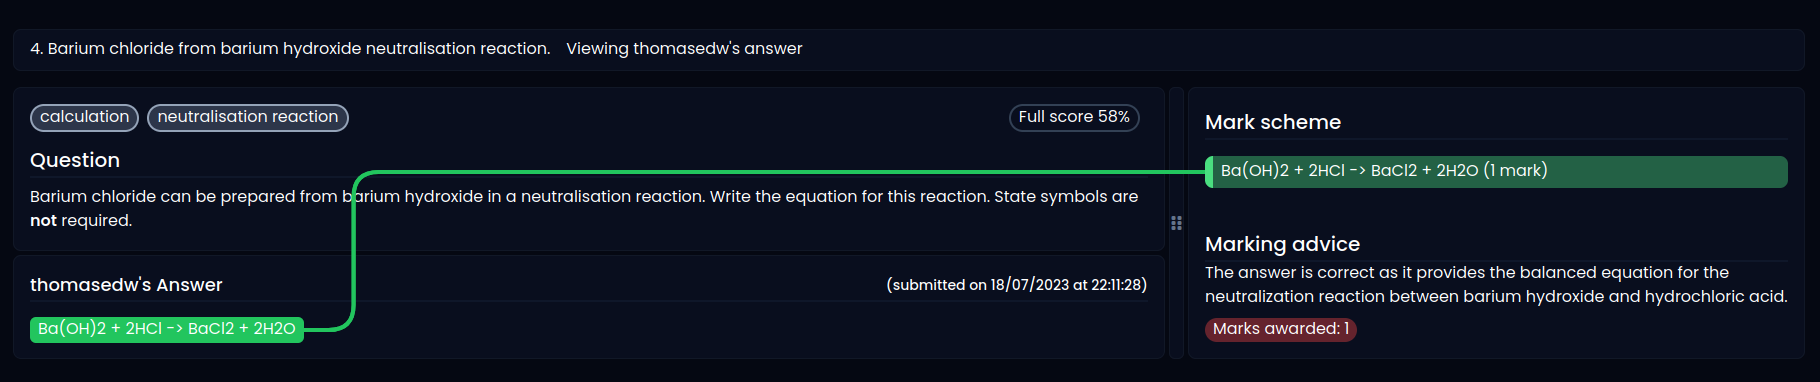 4. Barium chloride from barium hydroxide neutralisation reaction. Viewing thomasedw's answer
calculation neutralisation reaction Full score 58%
Question
Barium chloride can be prepared from barium hydroxide in a neutralisation reaction. Write the equation for this reaction. State symbols are
not required.
thomasedw's Answer (submitted on 18/07/2023 at 22:11:28)
Ba(OH)2 + 2HCl -> BaCl2 + 2H2O
Mark scheme
Ba(OH)2 + 2HCl -> BaCl2 + 2H2O (1 mark)
Marking advice
The answer is correct as it provides the balanced equation for the
neutralization reaction between barium hydroxide and hydrochloric acid.
Marks awarded: 1